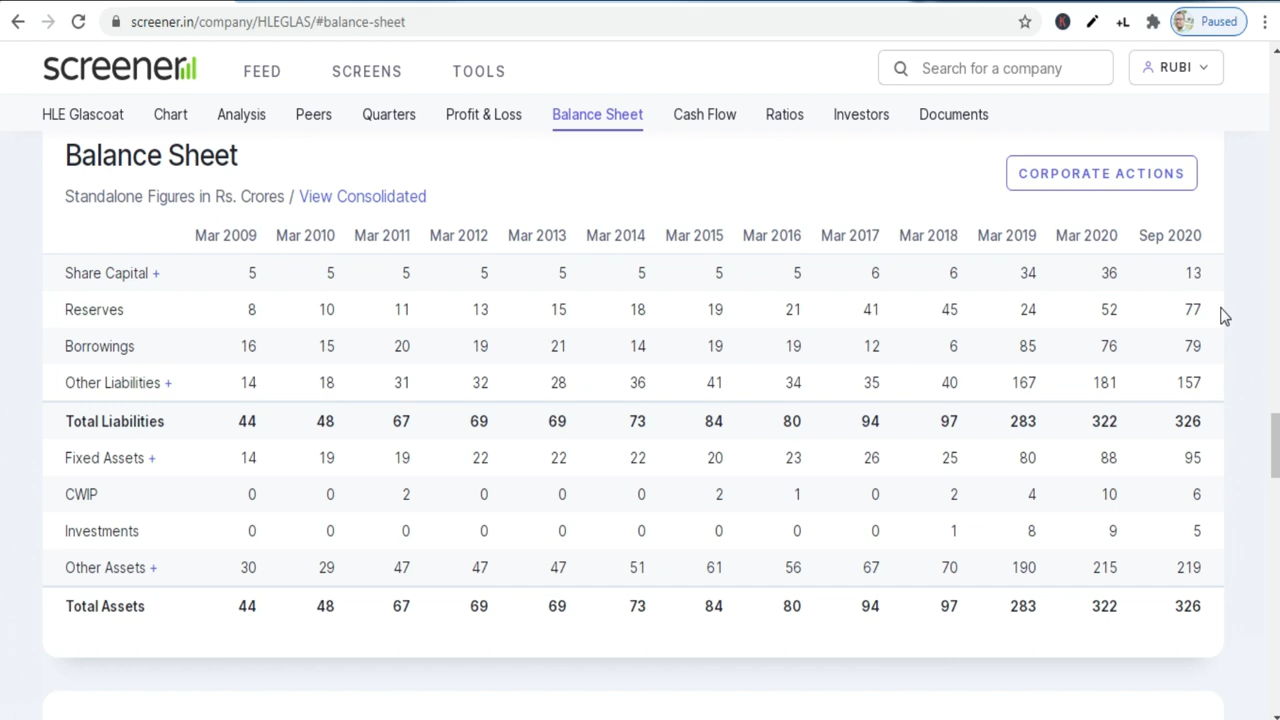 screener.in/company/HLEGLAS/#balance-sheet
Paused
screener FEED SCREENS TOOLS Search for a company RUBI
HLE Glascoat Chart Analysis Peers Quarters Profit & Loss Balance Sheet Cash Flow Ratios Investors Documents
Balance Sheet
CORPORATE ACTIONS
Standalone Figures in Rs. Crores / View Consolidated
Mar 2009 Mar 2010 Mar 2011 Mar 2012 Mar 2013 Mar 2014 Mar 2015 Mar 2016 Mar 2017 Mar 2018 Mar 2019 Mar 2020 Sep 2020
Share Capital + 5 5 5 5 5 5 5 5 6 6 34 36 13
Reserves 8 10 11 13 15 18 19 21 41 45 24 52 77
Borrowings 16 15 20 19 21 14 19 19 12 6 85 76 79
Other Liabilities + 14 18 31 32 28 36 41 34 35 40 167 181 157
Total Liabilities 44 48 67 69 69 73 84 80 94 97 283 322 326
Fixed Assets + 14 19 19 22 22 22 20 23 26 25 80 88 95
CWIP 0 0 2 0 0 0 2 1 0 2 4 10 6
Investments 0 0 0 0 0 0 0 0 0 1 8 9 5
Other Assets + 30 29 47 47 47 51 61 56 67 70 190 215 219
Total Assets 44 48 67 69 69 73 84 80 94 97 283 322 326